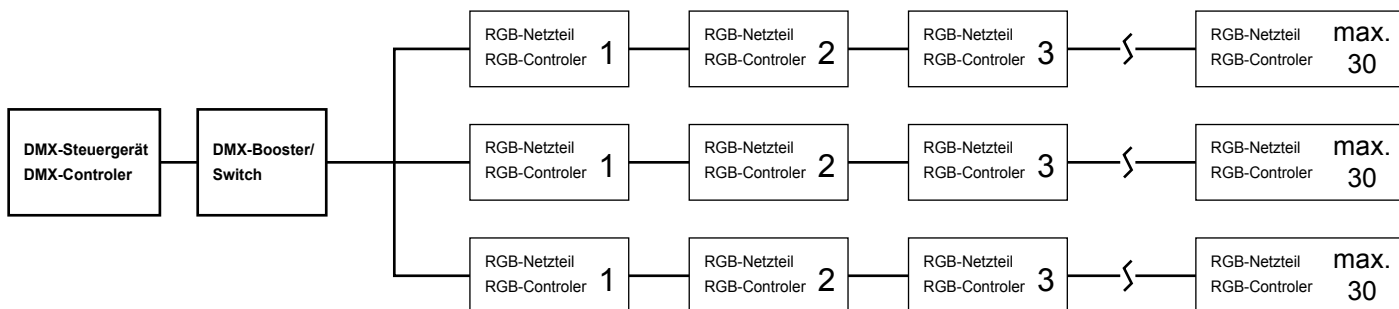 RGB-Netzteil
RGB-Controler 1
RGB-Netzteil
RGB-Controler 2
RGB-Netzteil
RGB-Controler 3
RGB-Netzteil max.
RGB-Controler 30
DMX-Steuergerät
DMX-Controler
DMX-Booster/
Switch
RGB-Netzteil
RGB-Controler 1
RGB-Netzteil
RGB-Controler 2
RGB-Netzteil
RGB-Controler 3
RGB-Netzteil max.
RGB-Controler 30
RGB-Netzteil
RGB-Controler 1
RGB-Netzteil
RGB-Controler 2
RGB-Netzteil
RGB-Controler 3
RGB-Netzteil max.
RGB-Controler 30